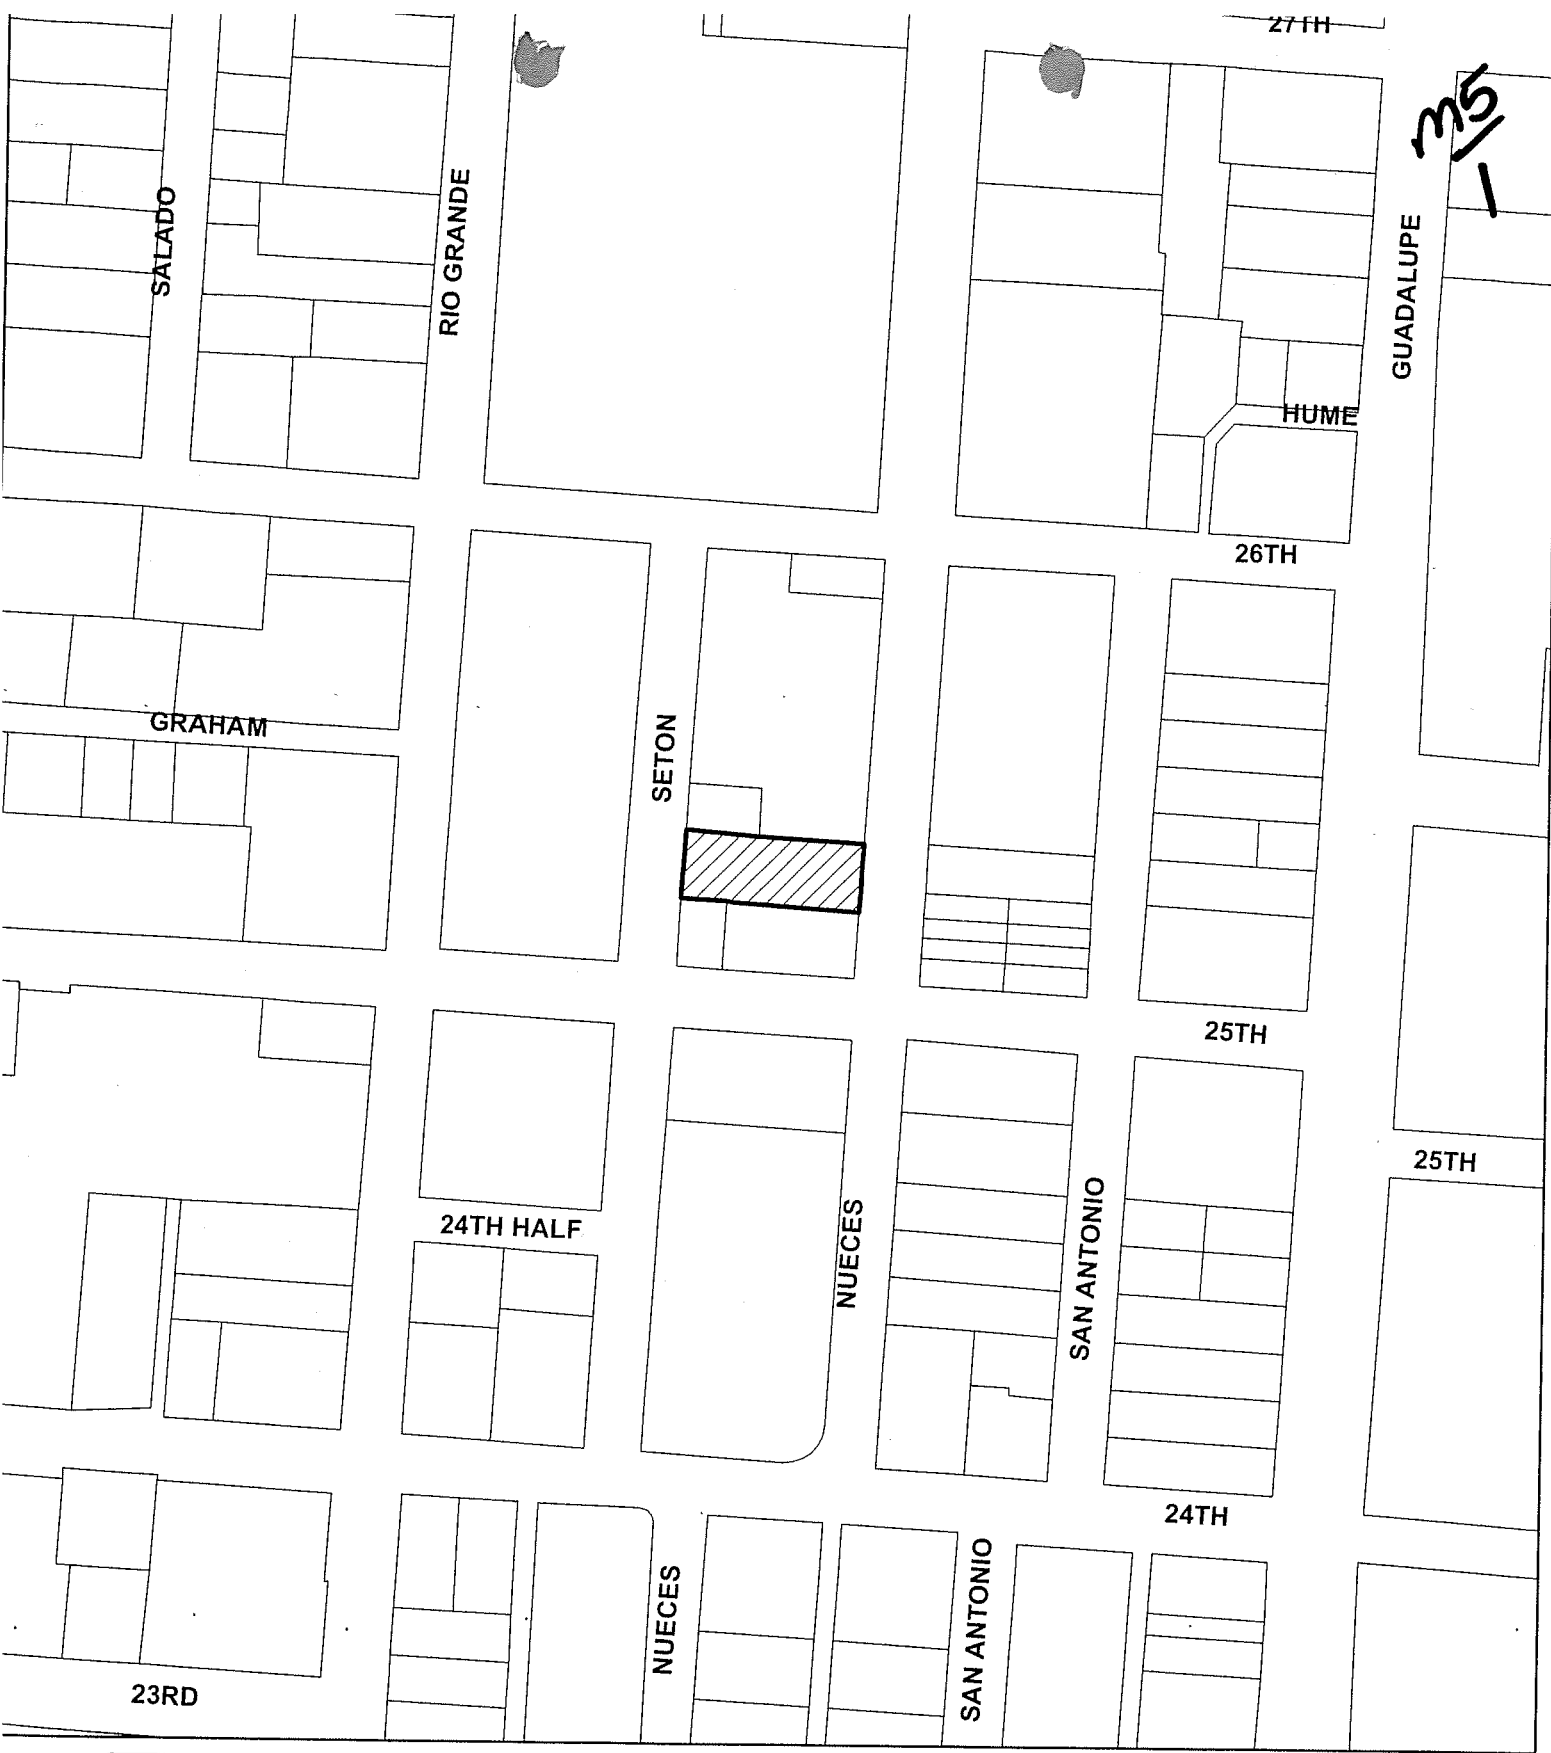 27TH
m5
1
SALADO
RIO GRANDE
GUADALUPE
HUME
26TH
GRAHAM
SETON
25TH
25TH
24TH HALF
NUECES
SAN ANTONIO
24TH
NUECES
SAN ANTONIO
23RD